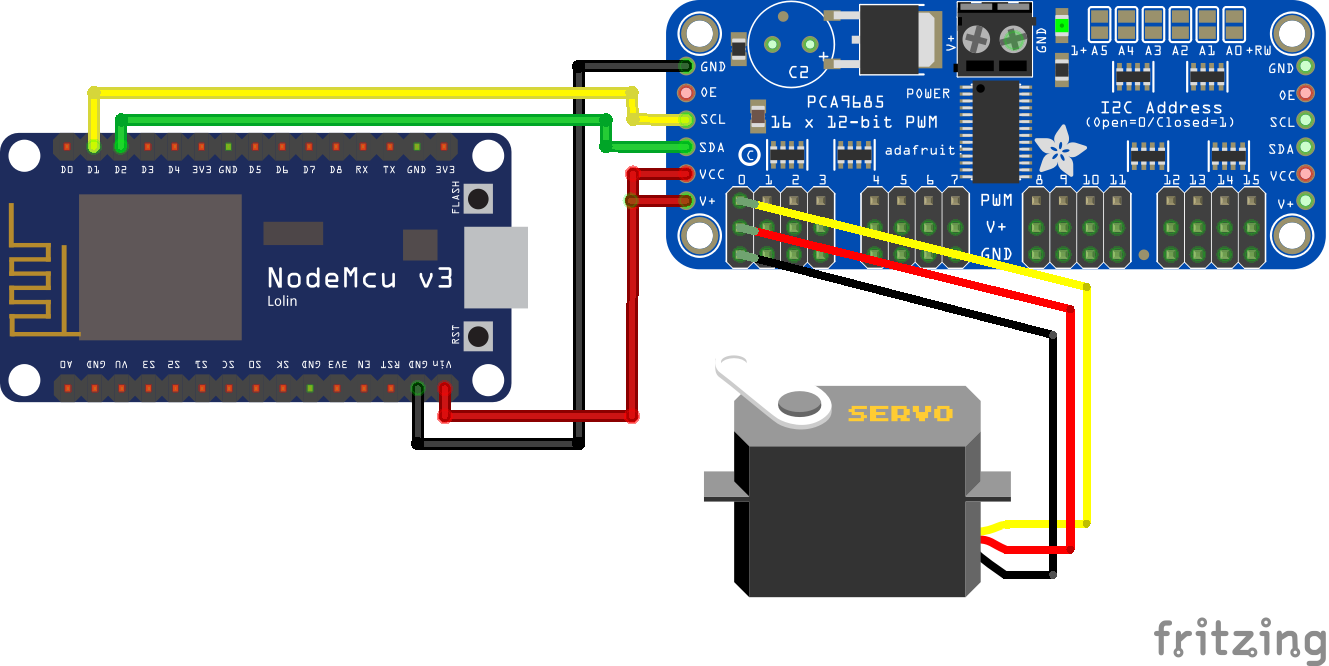 V+
GND
C2
+
1+A5 A4 A3 A2 A1 A0 +RW
GND
OE
SCL
SDA
VCC
V+
PCA9685
16 x 12-bit PWM
POWER
adafruit
C
I2C Address
(Open=0/Closed=1)
GND
OE
SCL
SDA
VCC
V+
0 1 2 3 4 5 6 7 8 9 10 11 12 13 14 15
PWM
V+
GND
D0 D1 D2 D3 D4 3V3 GND D5 D6 D7 D8 RX TX GND 3V3
FLASH
NodeMcu v3
Lolin
RST
A0 GND VU S3 S2 S1 SC S0 SK GND 3V3 EN RST GND Vin
SERVO
fritzing